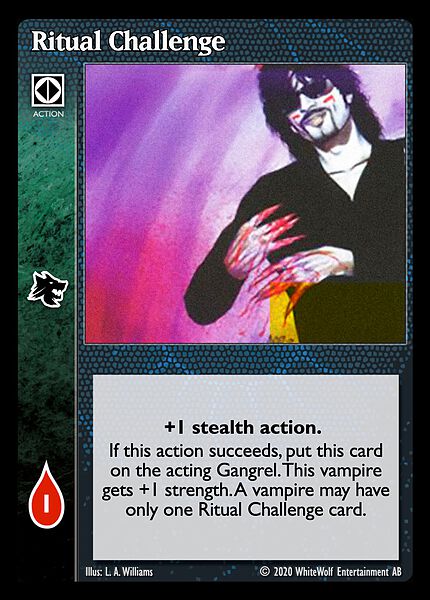 Ritual Challenge
ACTION
+1 stealth action.
If this action succeeds, put this card
on the acting Gangrel. This vampire
gets +1 strength. A vampire may have
only one Ritual Challenge card.
1
Illus: L. A. Williams
© 2020 WhiteWolf Entertainment AB